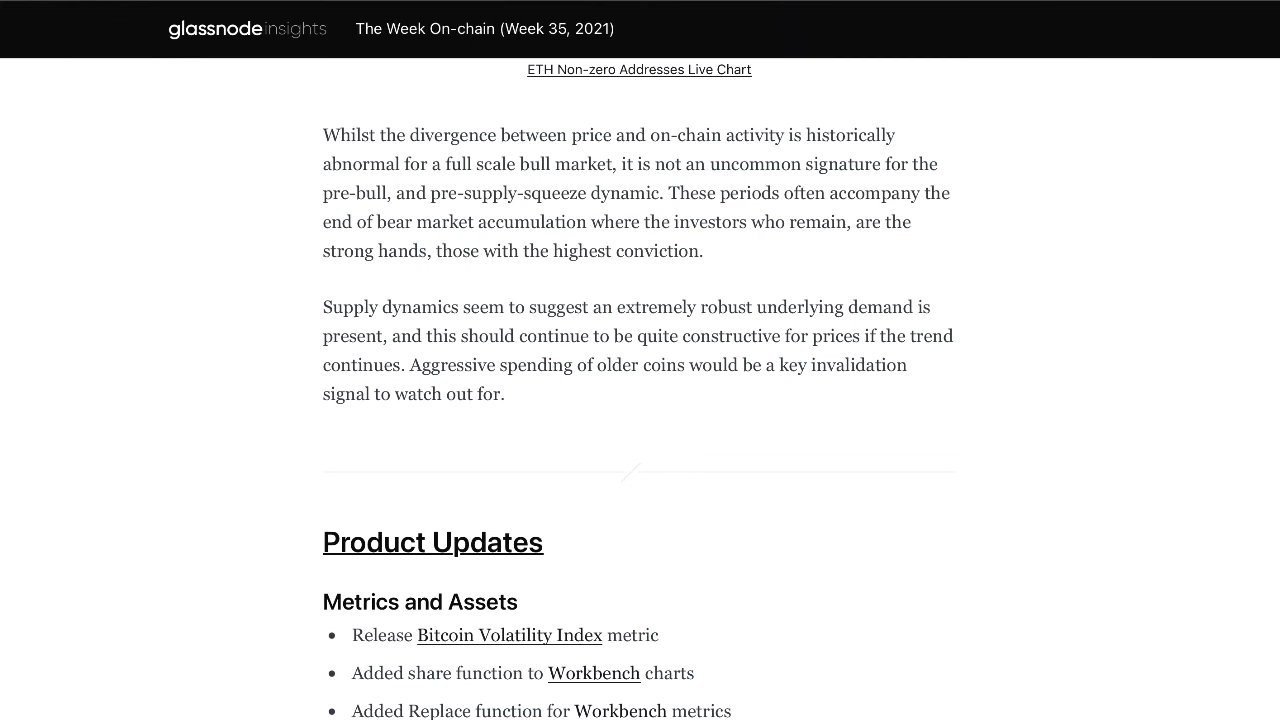 glassnode insights The Week On-chain (Week 35, 2021)
ETH Non-zero Addresses Live Chart
Whilst the divergence between price and on-chain activity is historically
abnormal for a full scale bull market, it is not an uncommon signature for the
pre-bull, and pre-supply-squeeze dynamic. These periods often accompany the
end of bear market accumulation where the investors who remain, are the
strong hands, those with the highest conviction.
Supply dynamics seem to suggest an extremely robust underlying demand is
present, and this should continue to be quite constructive for prices if the trend
continues. Aggressive spending of older coins would be a key invalidation
signal to watch out for.
Product Updates
Metrics and Assets
• Release Bitcoin Volatility Index metric
• Added share function to Workbench charts
• Added Replace function for Workbench metrics